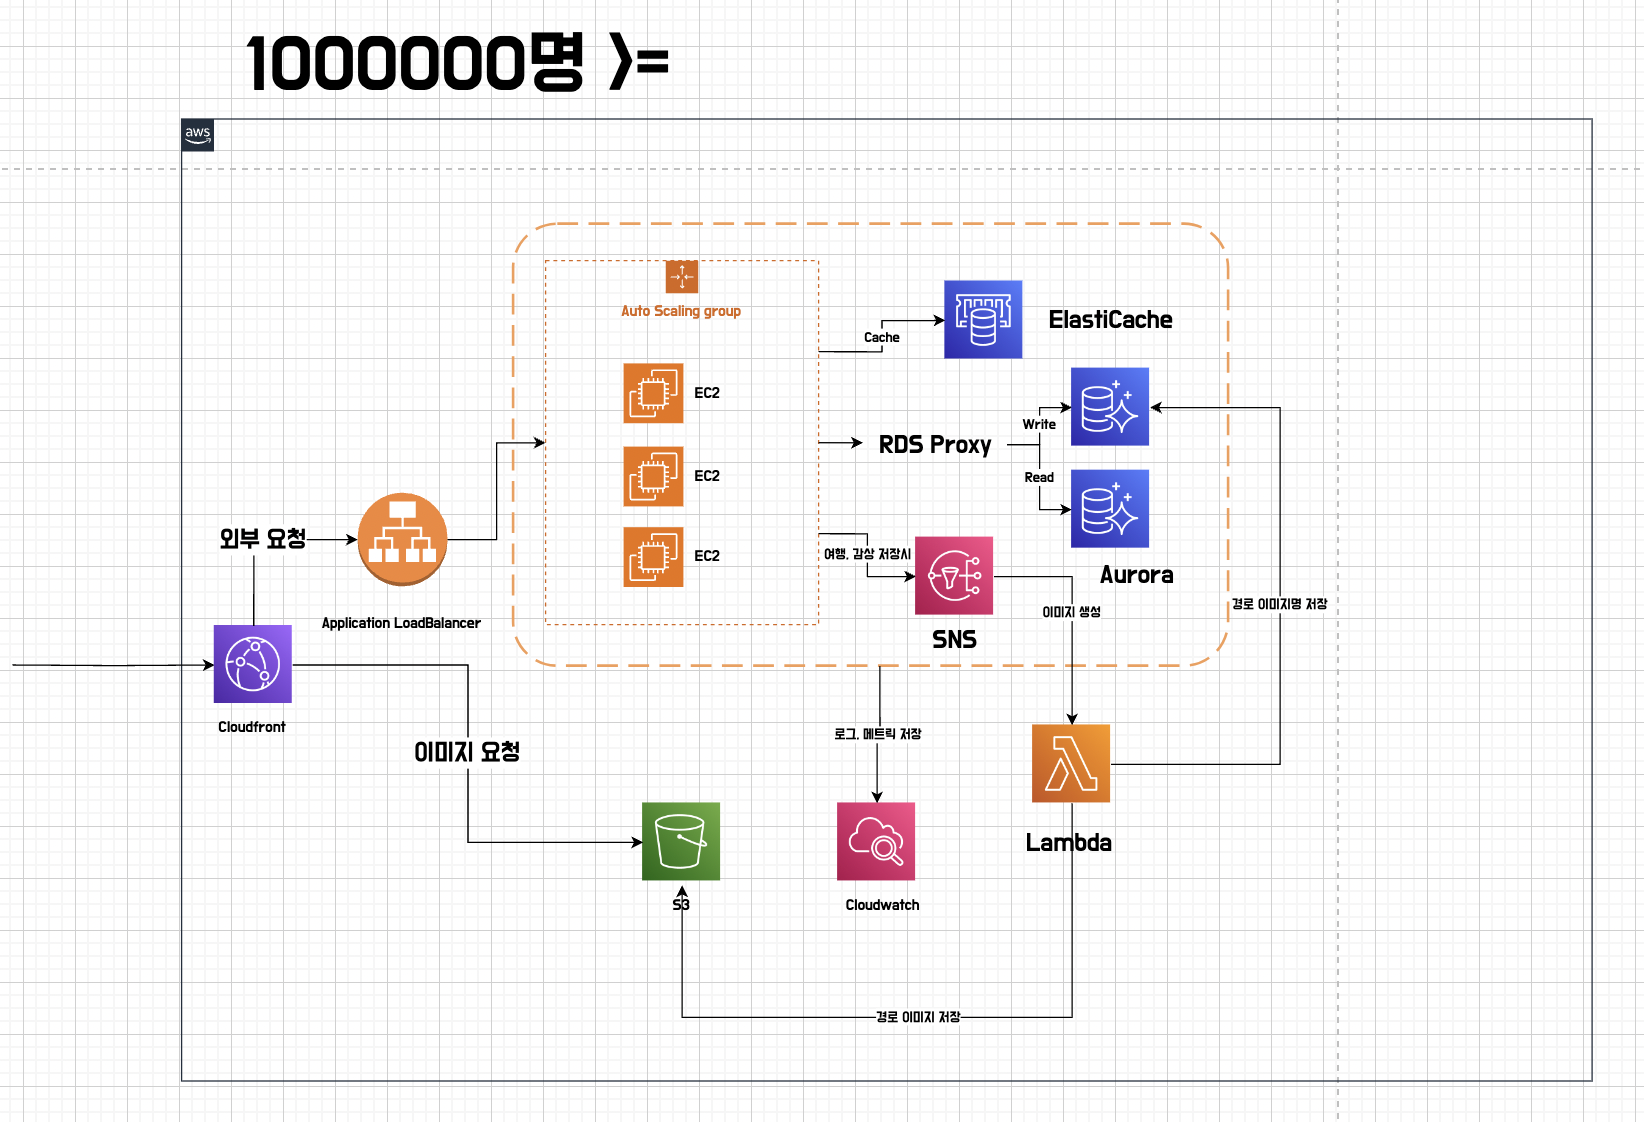 1000000명 >=
aws
Auto Scaling group
EC2
EC2
EC2
Cache
ElastiCache
RDS Proxy
Write
Read
Aurora
여행, 감상 저장시
SNS
이미지 생성
경로 이미지명 저장
외부 요청
Application LoadBalancer
Cloudfront
이미지 요청
로그, 메트릭 저장
S3
Cloudwatch
Lambda
경로 이미지 저장